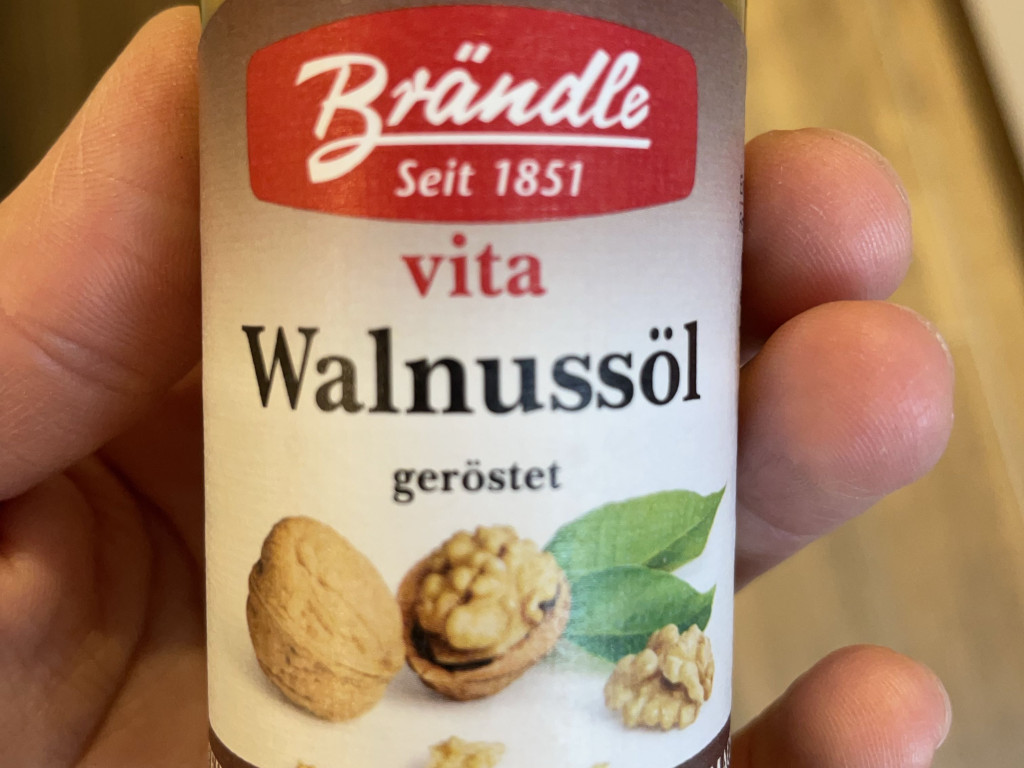 Brändle
Seit 1851
vita
Walnussöl
geröstet